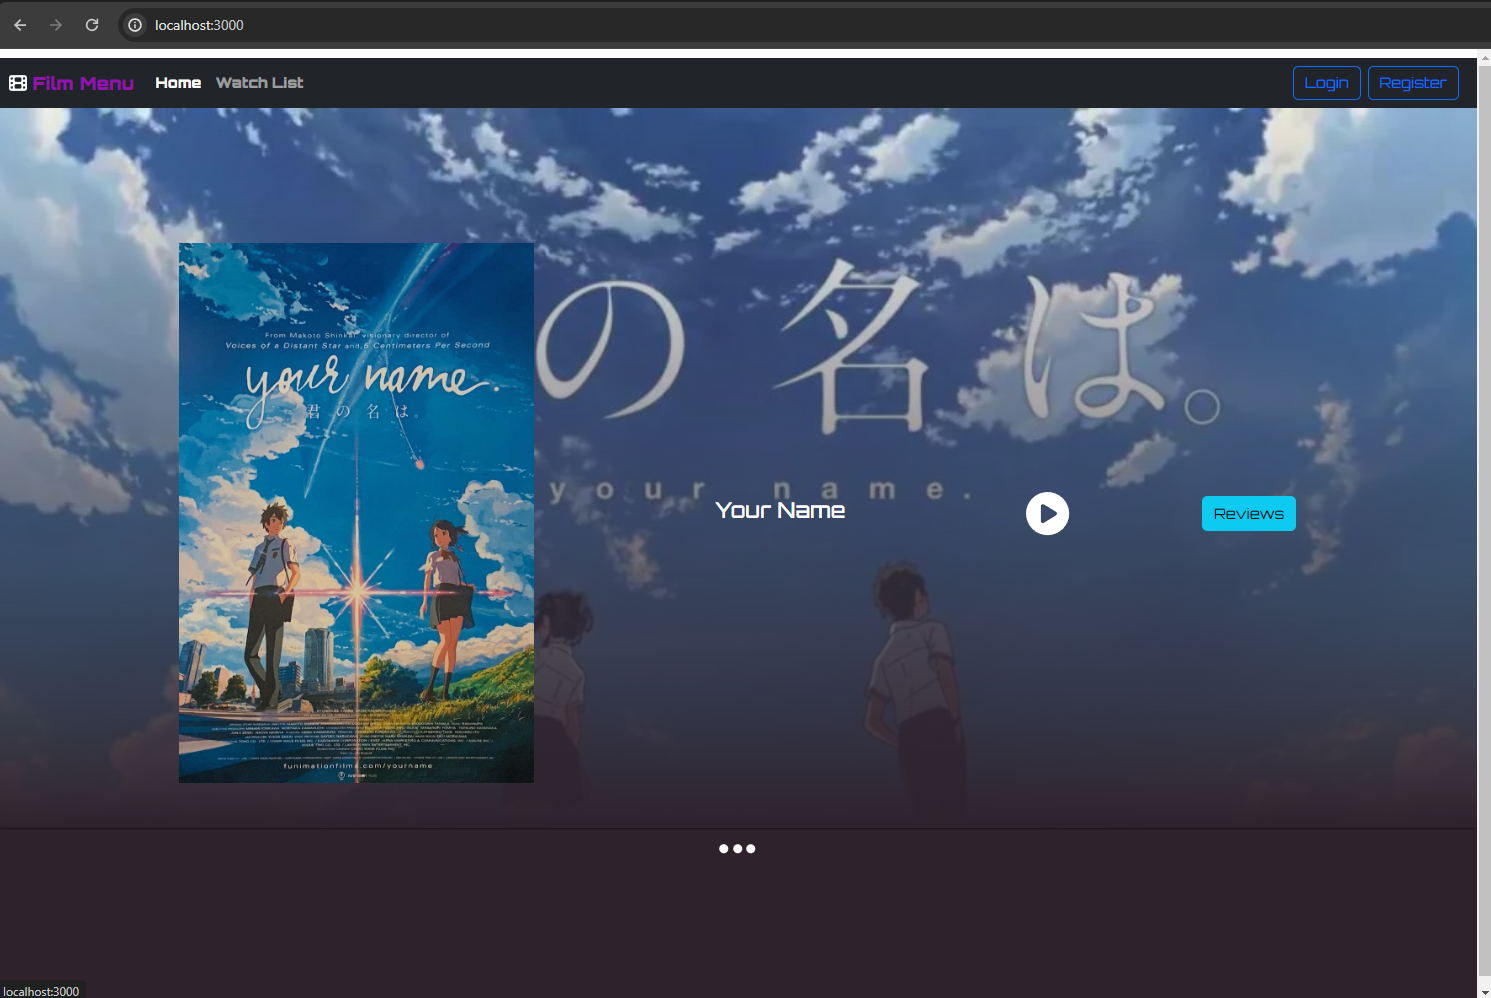 localhost:3000
Film Menu Home Watch List Login Register
の 名 は。
your name.
From Makoto Shinkai, visionary director of
Voices of a Distant Star and 5 Centimeters Per Second
your name.
君の名は。
Your Name
Reviews
funimationfilms.com/yourname
localhost:3000